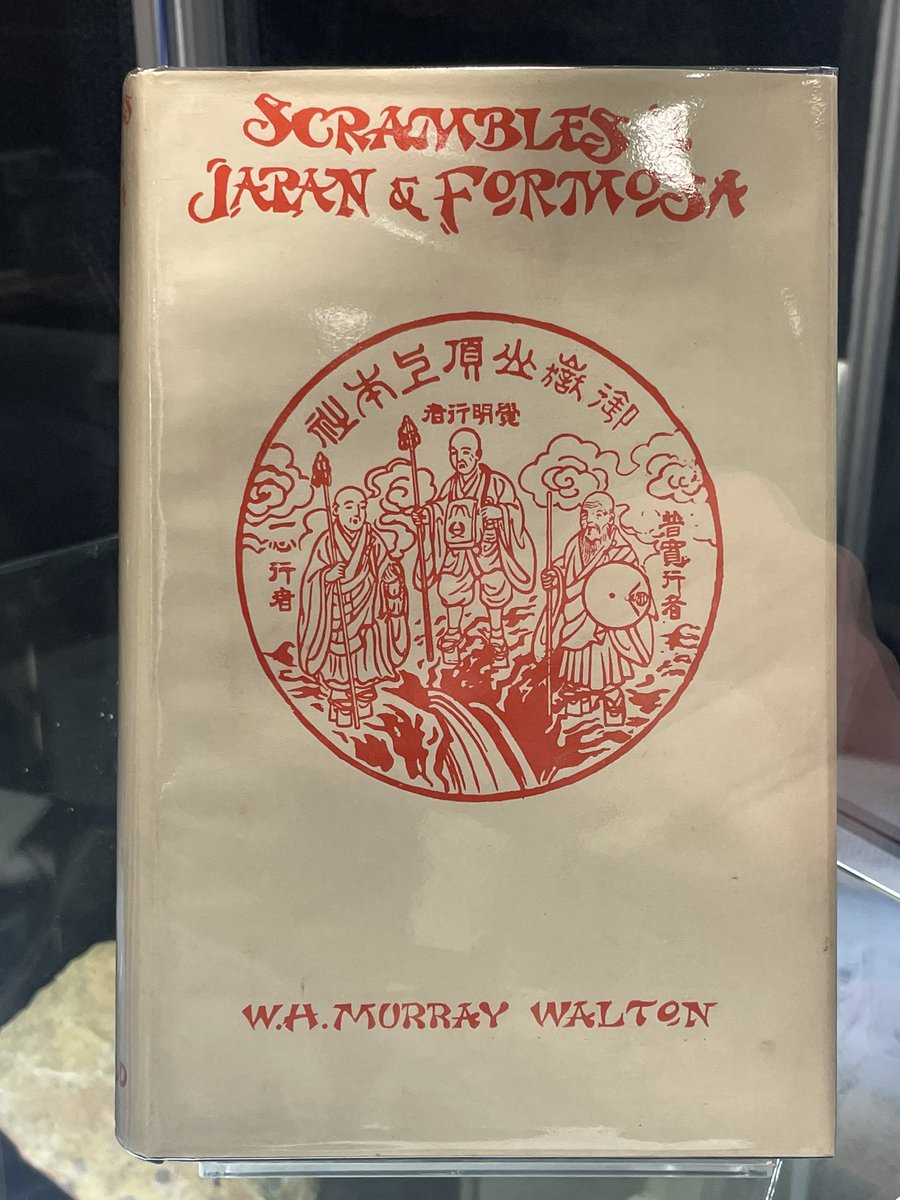 SCRAMBLES
JAPAN & FORMOSA
御嶽山頂上本社
覺明行者
普寛行者
心行者
W.H. MURRAY WALTON